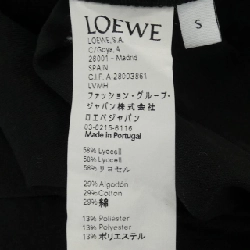 LOEWE
S
LOEWE, S.A.
C/Goya, 4
28001 - Madrid
SPAIN
C.I.F. A 28003861
LVMH
ファッション・グループ・
ジャパン株式会社
ロエベジャパン
03-6215-6116
Made in Portugal
58% Lyocell
58% Lyocell
58% リヨセル
29% Algodón
29% Cotton
29% 綿
13% Poliester
13% Polyester
13% ポリエステル